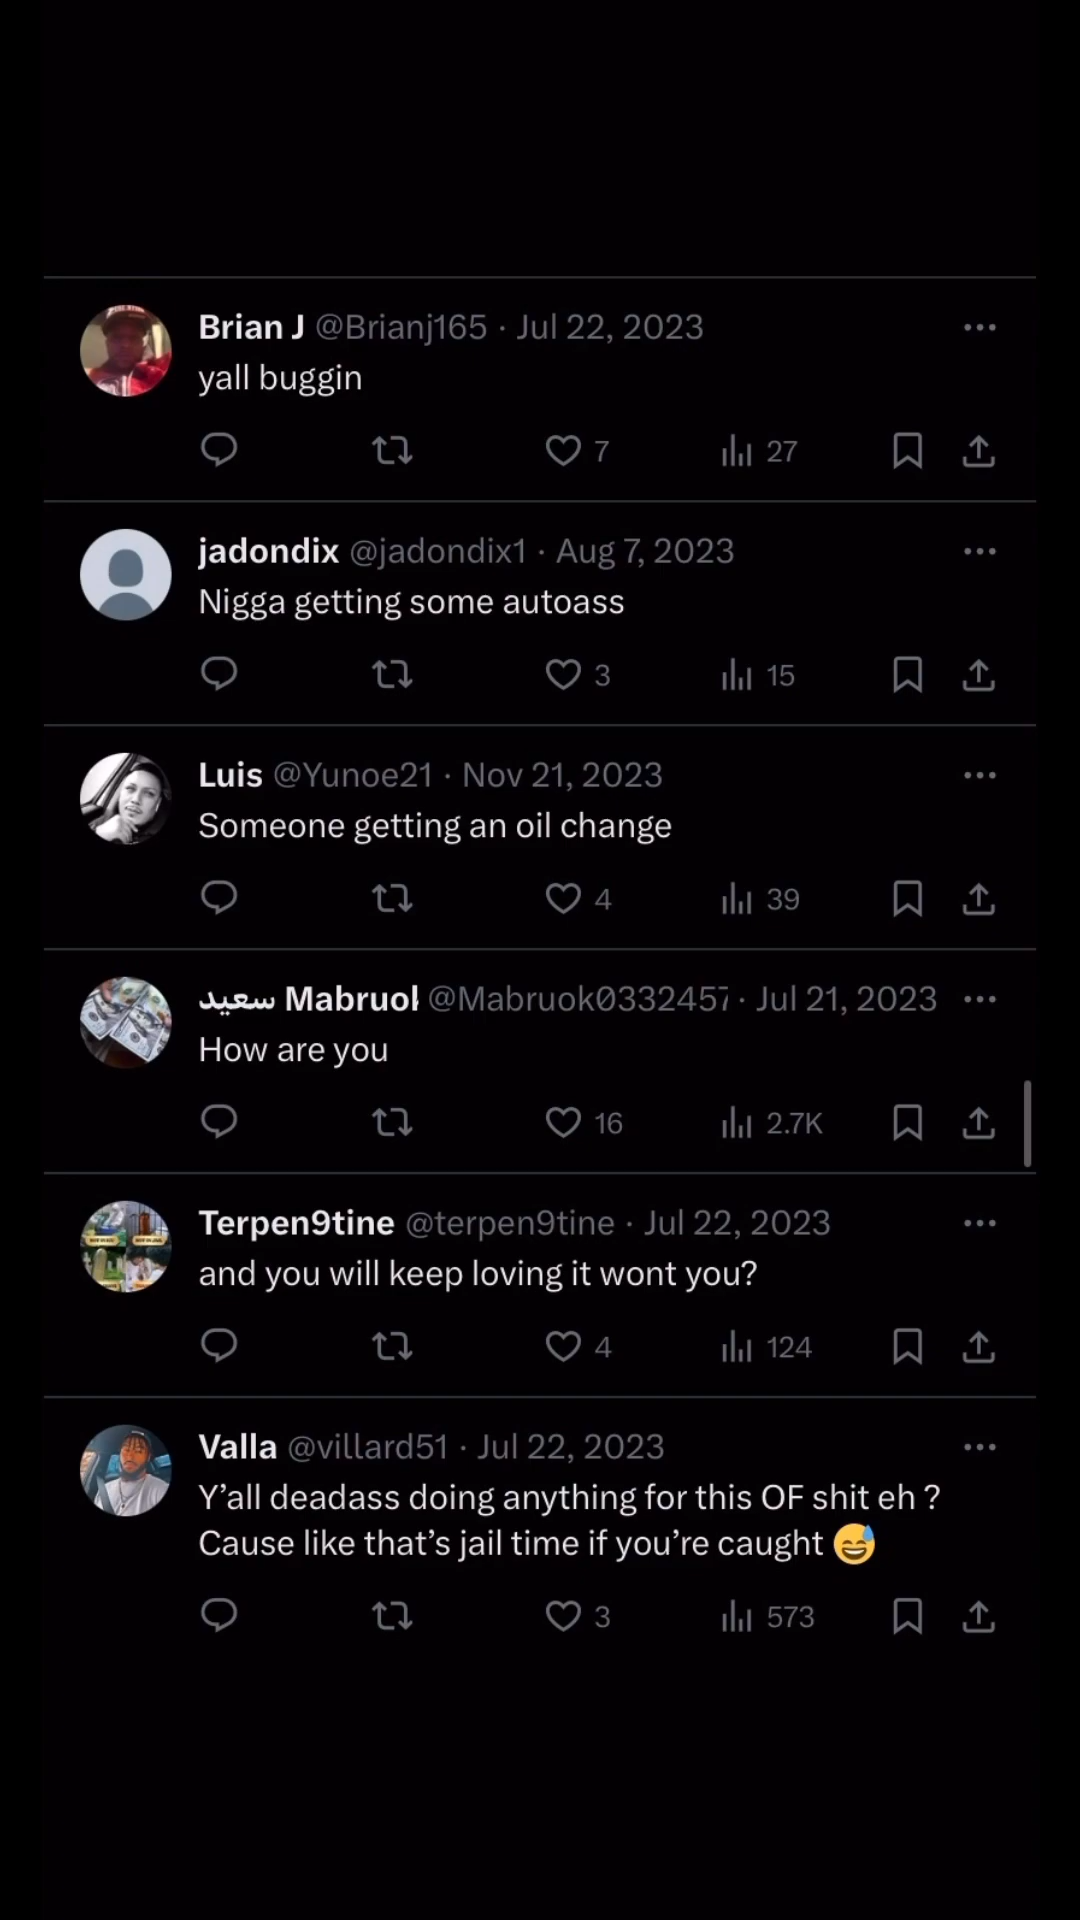 Brian J @Brianj165 · Jul 22, 2023
yall buggin
7 27
jadondix @jadondix1 · Aug 7, 2023
Nigga getting some autoass
3 15
Luis @Yunoe21 · Nov 21, 2023
Someone getting an oil change
4 39
سعيد Mabruok @Mabruok0332457 · Jul 21, 2023
How are you
16 2.7K
Terpen9tine @terpen9tine · Jul 22, 2023
and you will keep loving it wont you?
4 124
Valla @villard51 · Jul 22, 2023
Y’all deadass doing anything for this OF shit eh ?
Cause like that’s jail time if you’re caught 😅
3 573